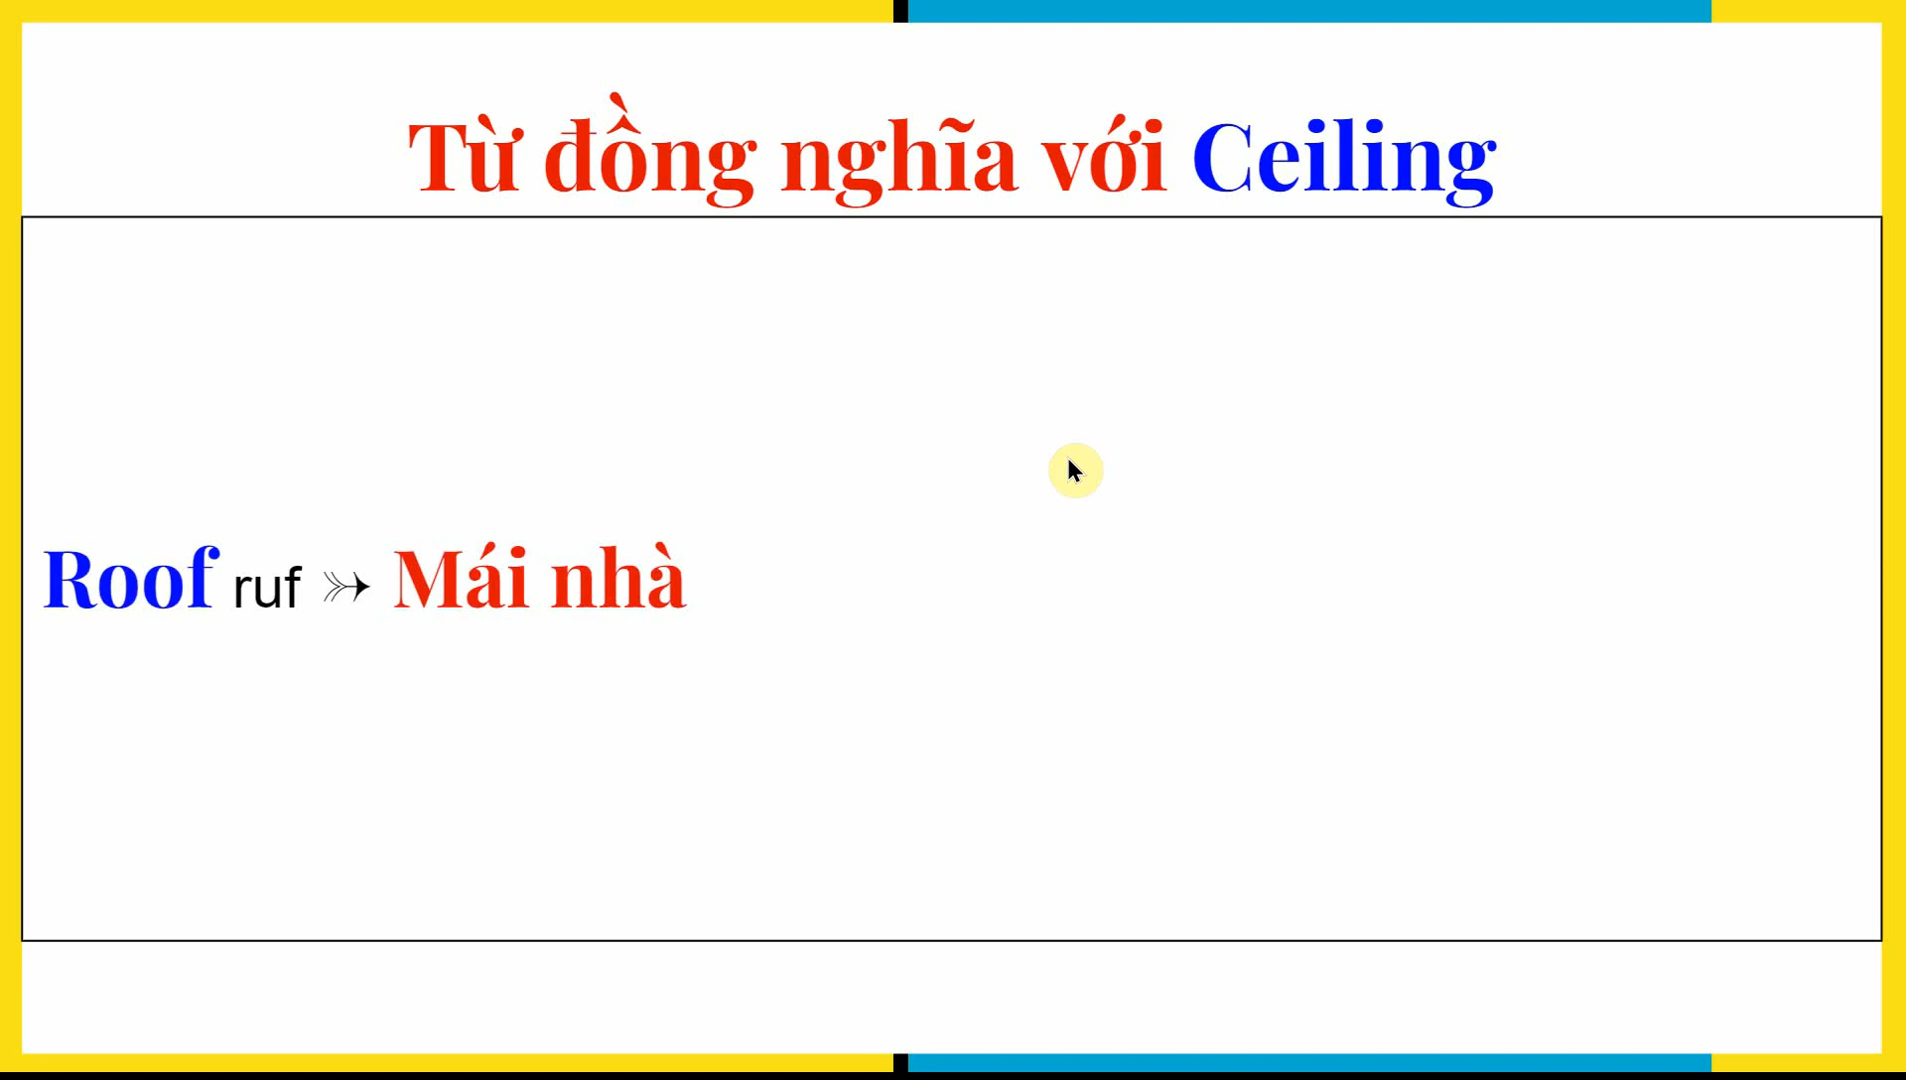 Từ đồng nghĩa với Ceiling
Roof ruf ➳ Mái nhà